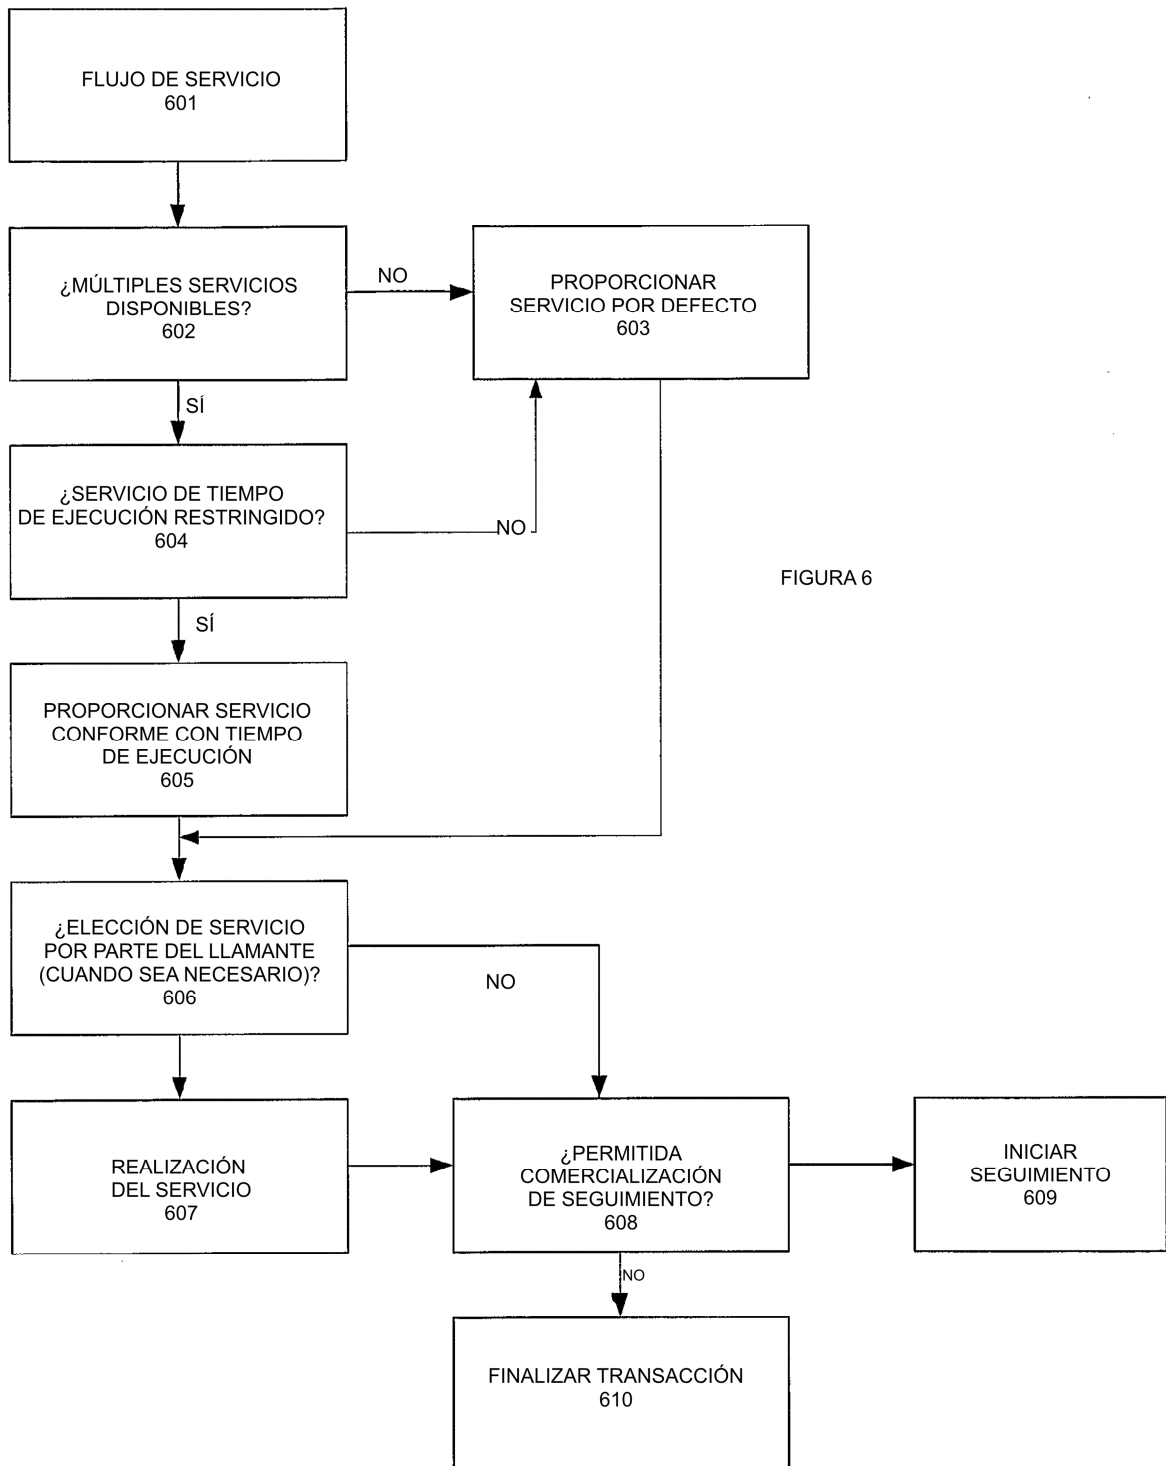 FLUJO DE SERVICIO
601
¿MÚLTIPLES SERVICIOS
DISPONIBLES?
602
NO
PROPORCIONAR
SERVICIO POR DEFECTO
603
SÍ
¿SERVICIO DE TIEMPO
DE EJECUCIÓN RESTRINGIDO?
604
NO
FIGURA 6
SÍ
PROPORCIONAR SERVICIO
CONFORME CON TIEMPO
DE EJECUCIÓN
605
¿ELECCIÓN DE SERVICIO
POR PARTE DEL LLAMANTE
(CUANDO SEA NECESARIO)?
606
NO
REALIZACIÓN
DEL SERVICIO
607
¿PERMITIDA
COMERCIALIZACIÓN
DE SEGUIMIENTO?
608
INICIAR
SEGUIMIENTO
609
NO
FINALIZAR TRANSACCIÓN
610